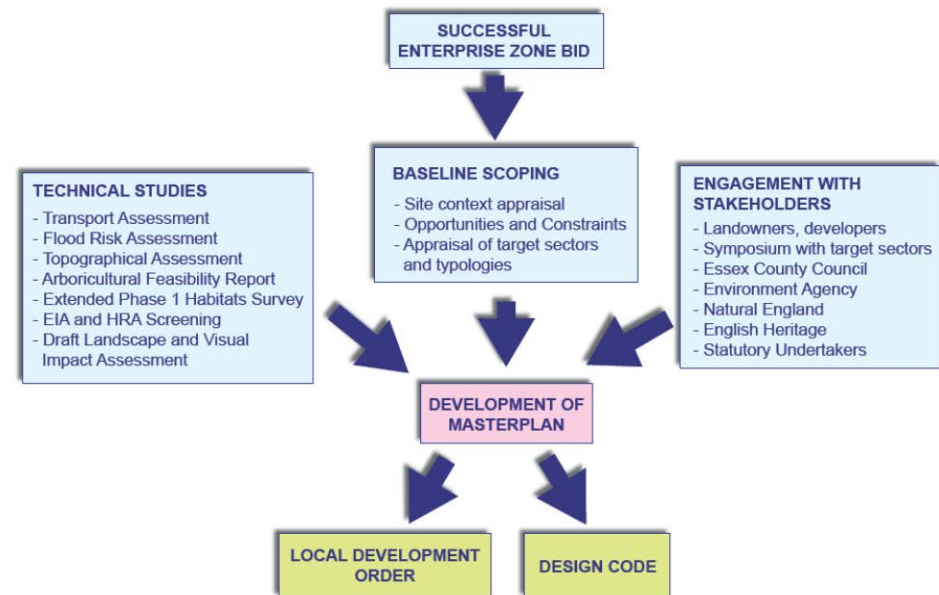 SUCCESSFUL
ENTERPRISE ZONE BID
TECHNICAL STUDIES
- Transport Assessment
- Flood Risk Assessment
- Topographical Assessment
- Arboricultural Feasibility Report
- Extended Phase 1 Habitats Survey
- EIA and HRA Screening
- Draft Landscape and Visual
Impact Assessment
BASELINE SCOPING
- Site context appraisal
- Opportunities and Constraints
- Appraisal of target sectors
and typologies
ENGAGEMENT WITH
STAKEHOLDERS
- Landowners, developers
- Symposium with target sectors
- Essex County Council
- Environment Agency
- Natural England
- English Heritage
- Statutory Undertakers
DEVELOPMENT OF
MASTERPLAN
LOCAL DEVELOPMENT
ORDER
DESIGN CODE